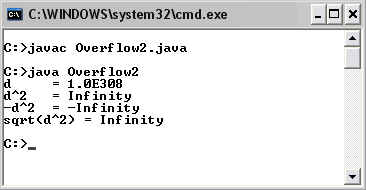 C:\WINDOWS\system32\cmd.exe
C:>javac Overflow2.java
C:>java Overflow2
d     = 1.0E308
d^2   = Infinity
-d^2  = -Infinity
sqrt(d^2) = Infinity
C:>_